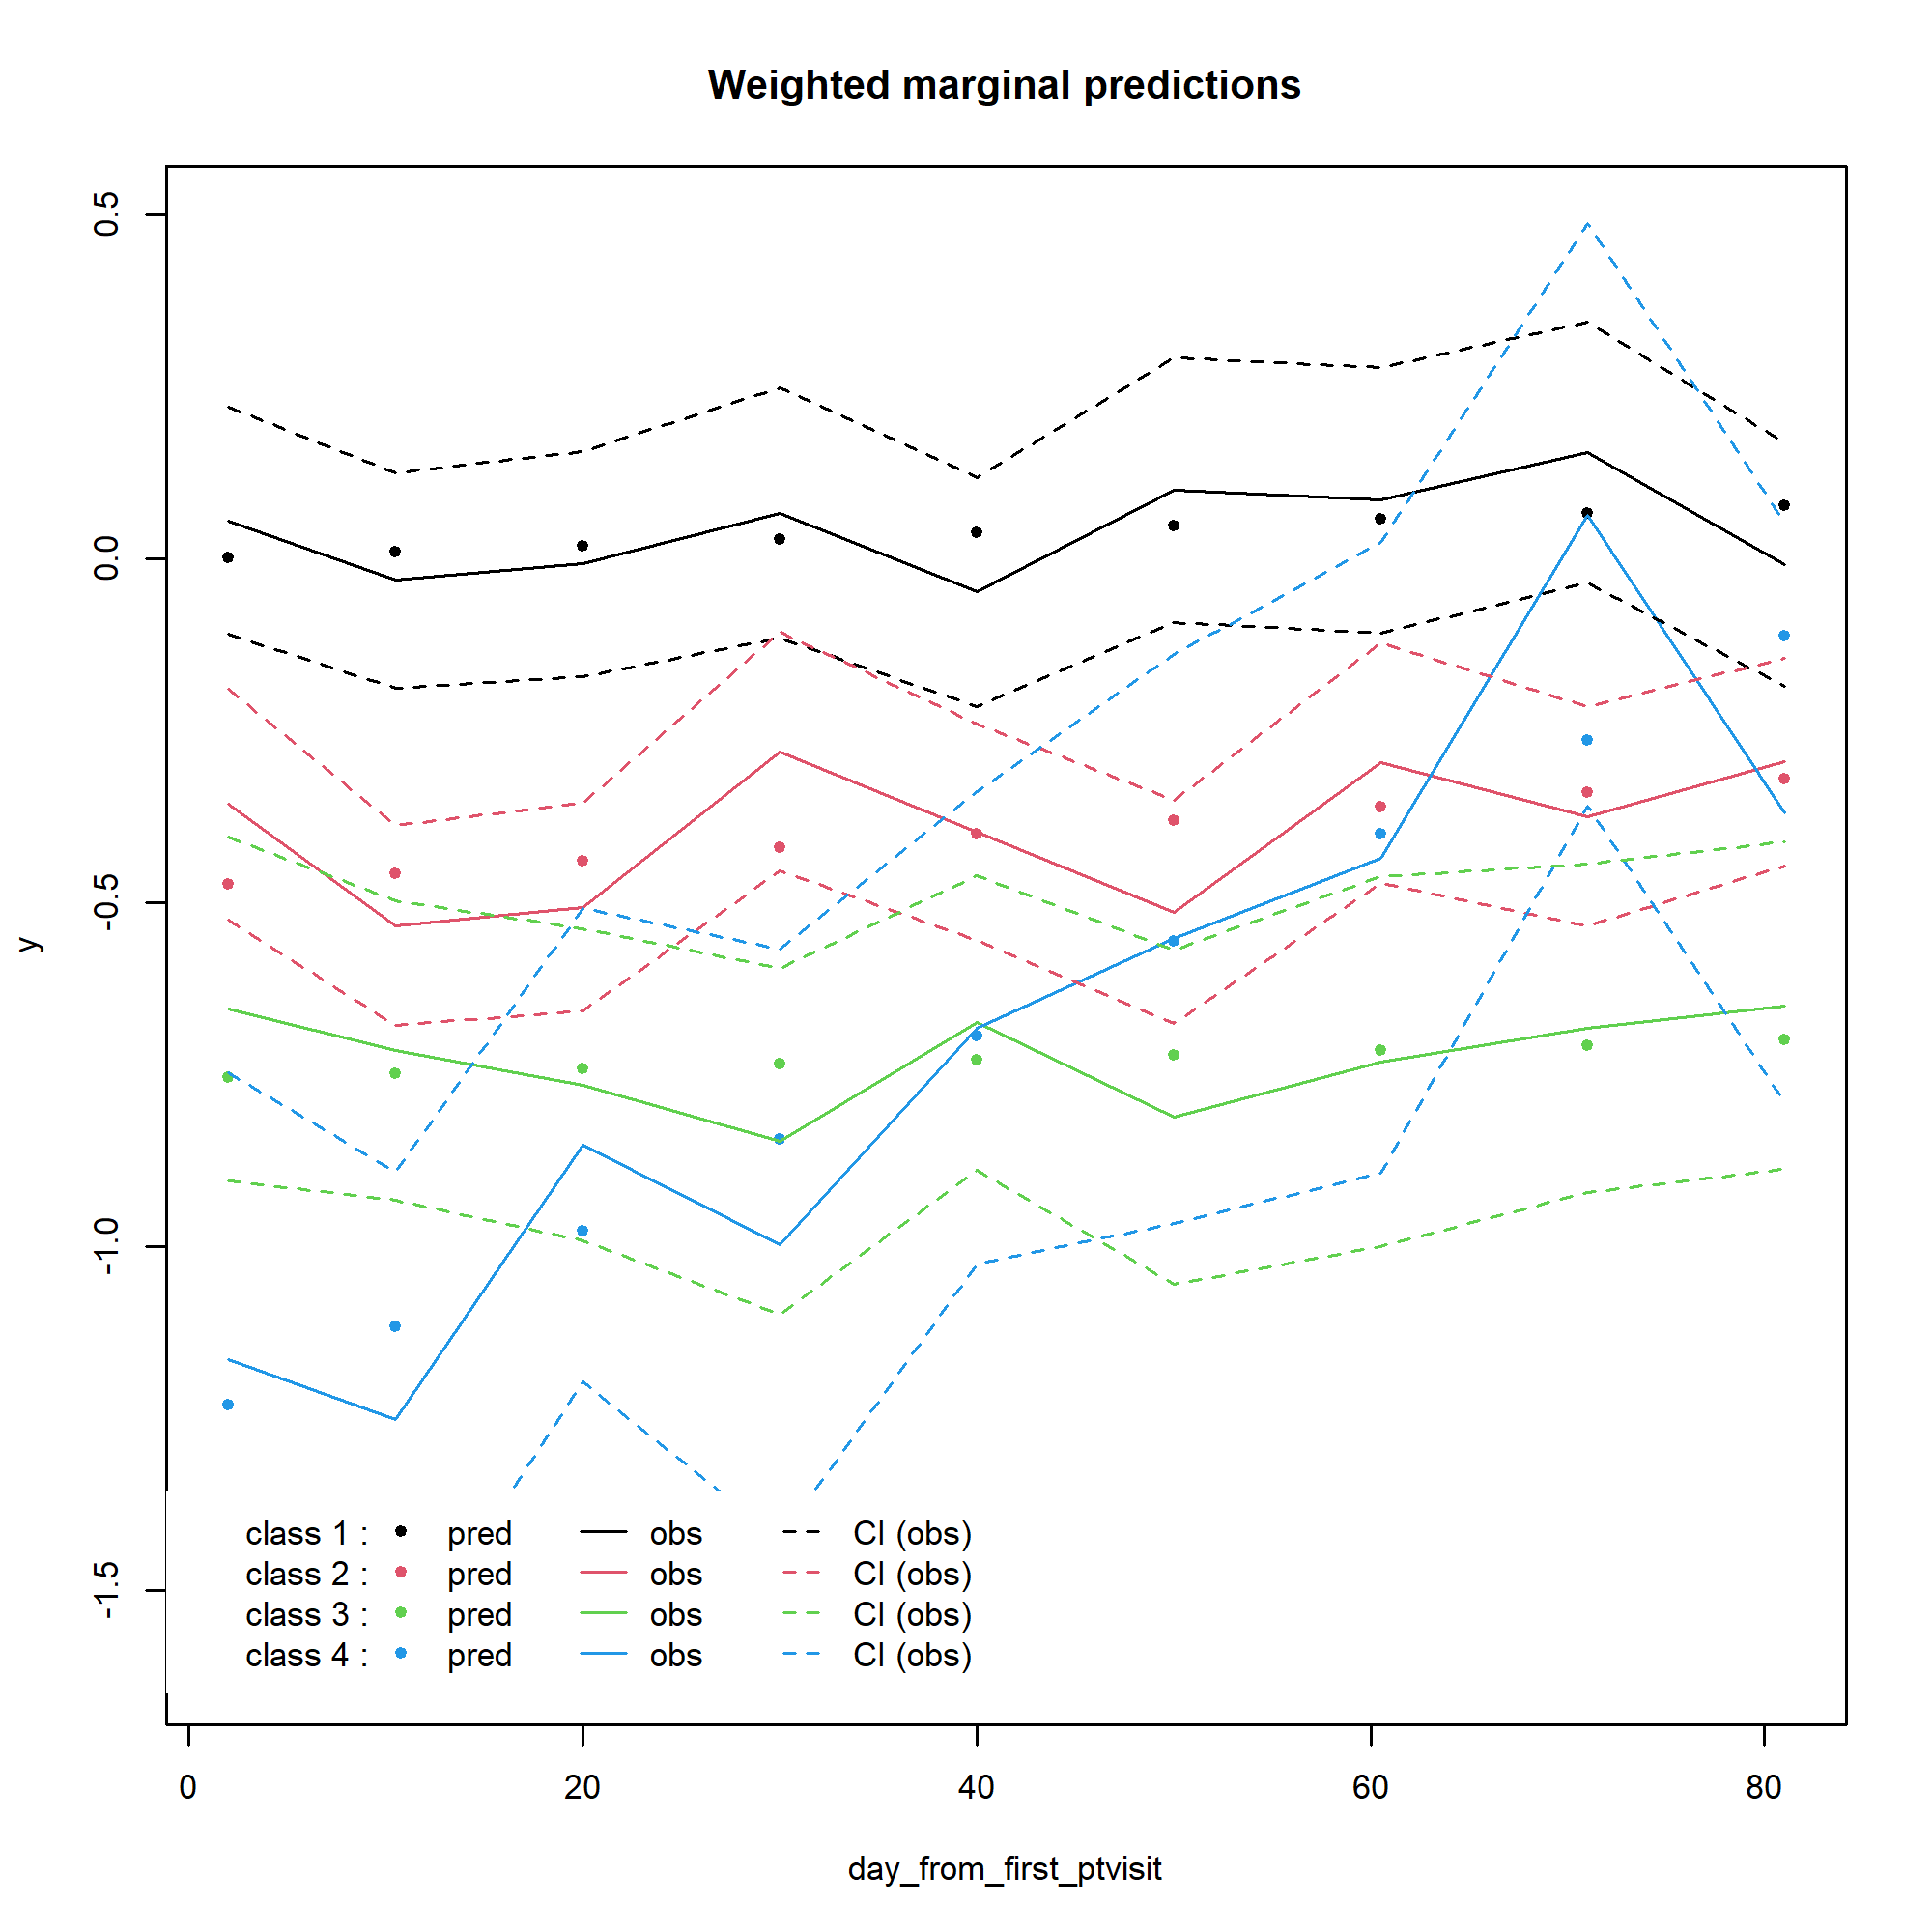 Weighted marginal predictions
0.5
0.0
-0.5
-1.0
-1.5
y
class 1 : pred obs CI (obs)
class 2 : pred obs CI (obs)
class 3 : pred obs CI (obs)
class 4 : pred obs CI (obs)
0 20 40 60 80
day_from_first_ptvisit